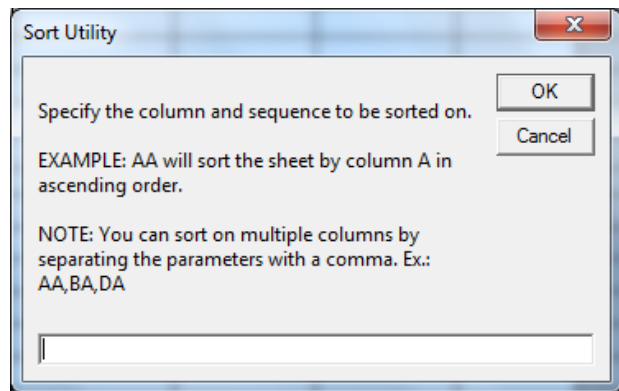 Sort Utility
Specify the column and sequence to be sorted on.
OK
Cancel
EXAMPLE: AA will sort the sheet by column A in
ascending order.
NOTE: You can sort on multiple columns by
separating the parameters with a comma. Ex.:
AA,BA,DA